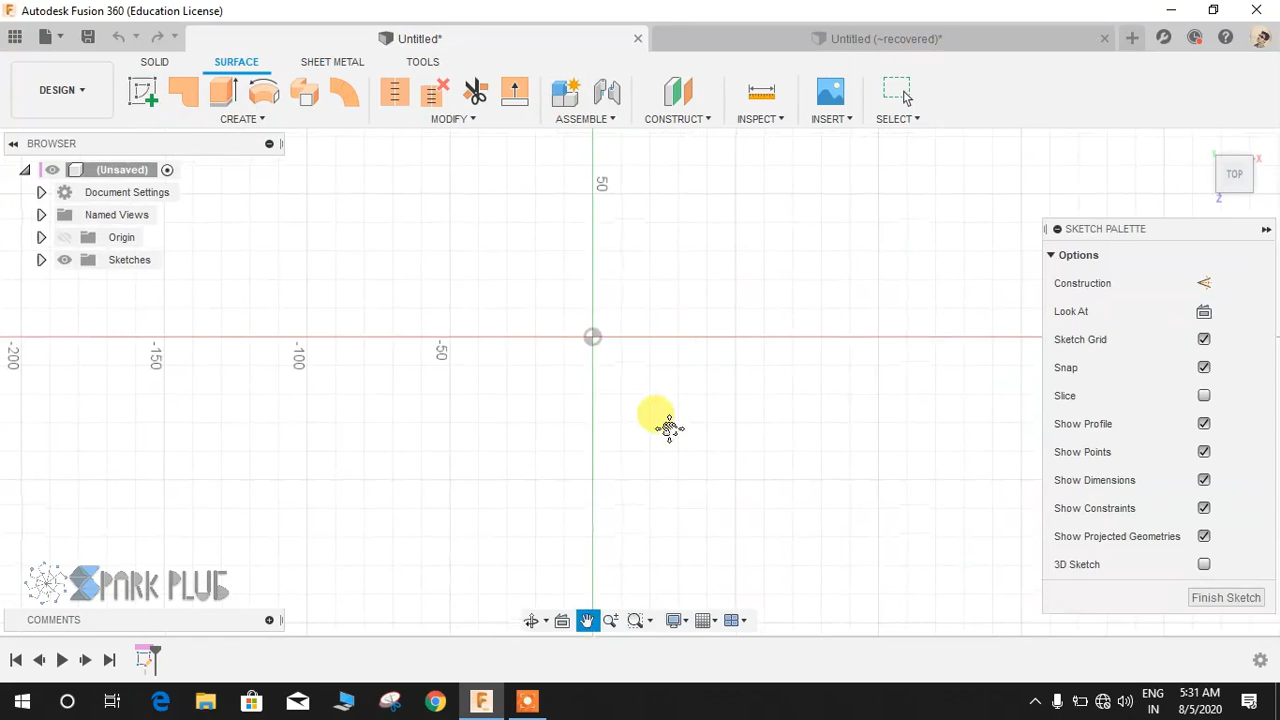 Autodesk Fusion 360 (Education License)
Untitled*
Untitled (~recovered)*
SOLID
SURFACE
SHEET METAL
TOOLS
DESIGN
CREATE
MODIFY
ASSEMBLE
CONSTRUCT
INSPECT
INSERT
SELECT
BROWSER
(Unsaved)
Document Settings
Named Views
Origin
Sketches
50
-200
-150
-100
-50
TOP
X
Y
Z
SKETCH PALETTE
Options
Construction
Look At
Sketch Grid
Snap
Slice
Show Profile
Show Points
Show Dimensions
Show Constraints
Show Projected Geometries
3D Sketch
Finish Sketch
SPARK PLUG
COMMENTS
ENG
IN
5:31 AM
8/5/2020